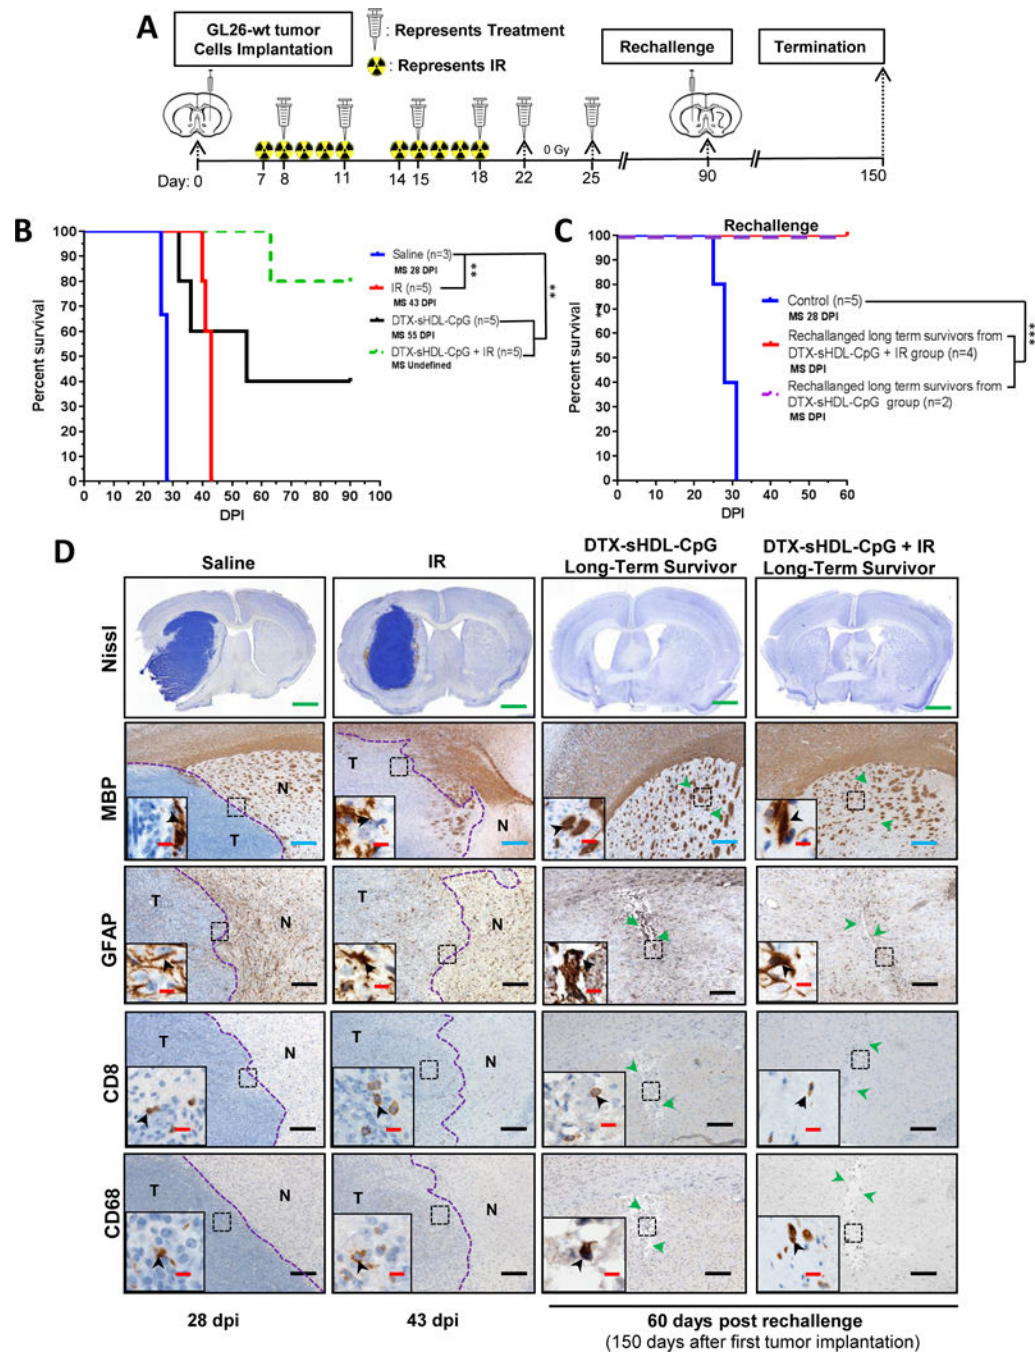 A
GL26-wt tumor
Cells Implantation
: Represents Treatment
: Represents IR
Rechallenge
Termination
0 Gy
Day: 0
7
8
11
14
15
18
22
25
90
150
B
Percent survival
100
90
80
70
60
50
40
30
20
10
0
0 10 20 30 40 50 60 70 80 90 100
DPI
Saline (n=3)
MS 28 DPI
IR (n=5)
MS 43 DPI
DTX-sHDL-CpG (n=5)
MS 55 DPI
DTX-sHDL-CpG + IR(n=5)
MS Undefined
**
**
C
Rechallenge
Percent survival
100
90
80
70
60
50
40
30
20
10
0
0 10 20 30 40 50 60
DPI
Control (n=5)
MS 28 DPI
Rechallanged long term survivors from
DTX-sHDL-CpG + IR group (n=4)
MS DPI
Rechallanged long term survivors from
DTX-sHDL-CpG group (n=2)
MS DPI
***
D
Saline
IR
DTX-sHDL-CpG
Long-Term Survivor
DTX-sHDL-CpG + IR
Long-Term Survivor
Nissl
MBP
T
N
T
N
GFAP
T
N
T
N
CD8
T
N
T
N
CD68
T
N
T
N
28 dpi
43 dpi
60 days post rechallenge
(150 days after first tumor implantation)